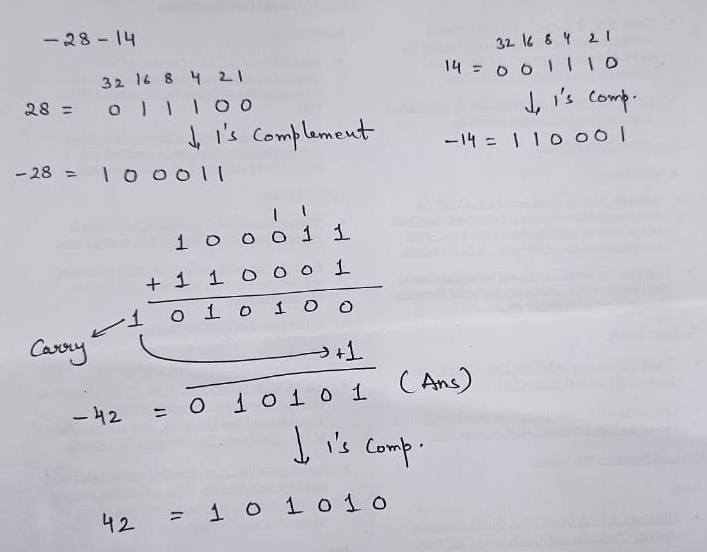 -28-14
32 16 8 4 2 1
28 = 0 1 1 1 0 0
↓ 1's Complement
-28 = 1 0 0 0 1 1
32 16 8 4 2 1
14 = 0 0 1 1 1 0
↓ 1's Comp.
-14 = 1 1 0 0 0 1
1 1
1 0 0 0 1 1
+ 1 1 0 0 0 1
1 0 1 0 1 0 0
Carry
+1
-42 = 0 1 0 1 0 1 (Ans)
↓ 1's Comp.
42 = 1 0 1 0 1 0